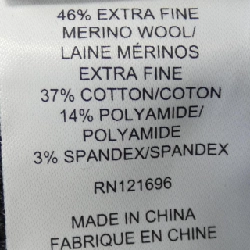 46% EXTRA FINE
MERINO WOOL/
LAINE MÉRINOS
EXTRA FINE
37% COTTON/COTON
14% POLYAMIDE/
POLYAMIDE
3% SPANDEX/SPANDEX
RN121696
MADE IN CHINA
FABRIQUE EN CHINE